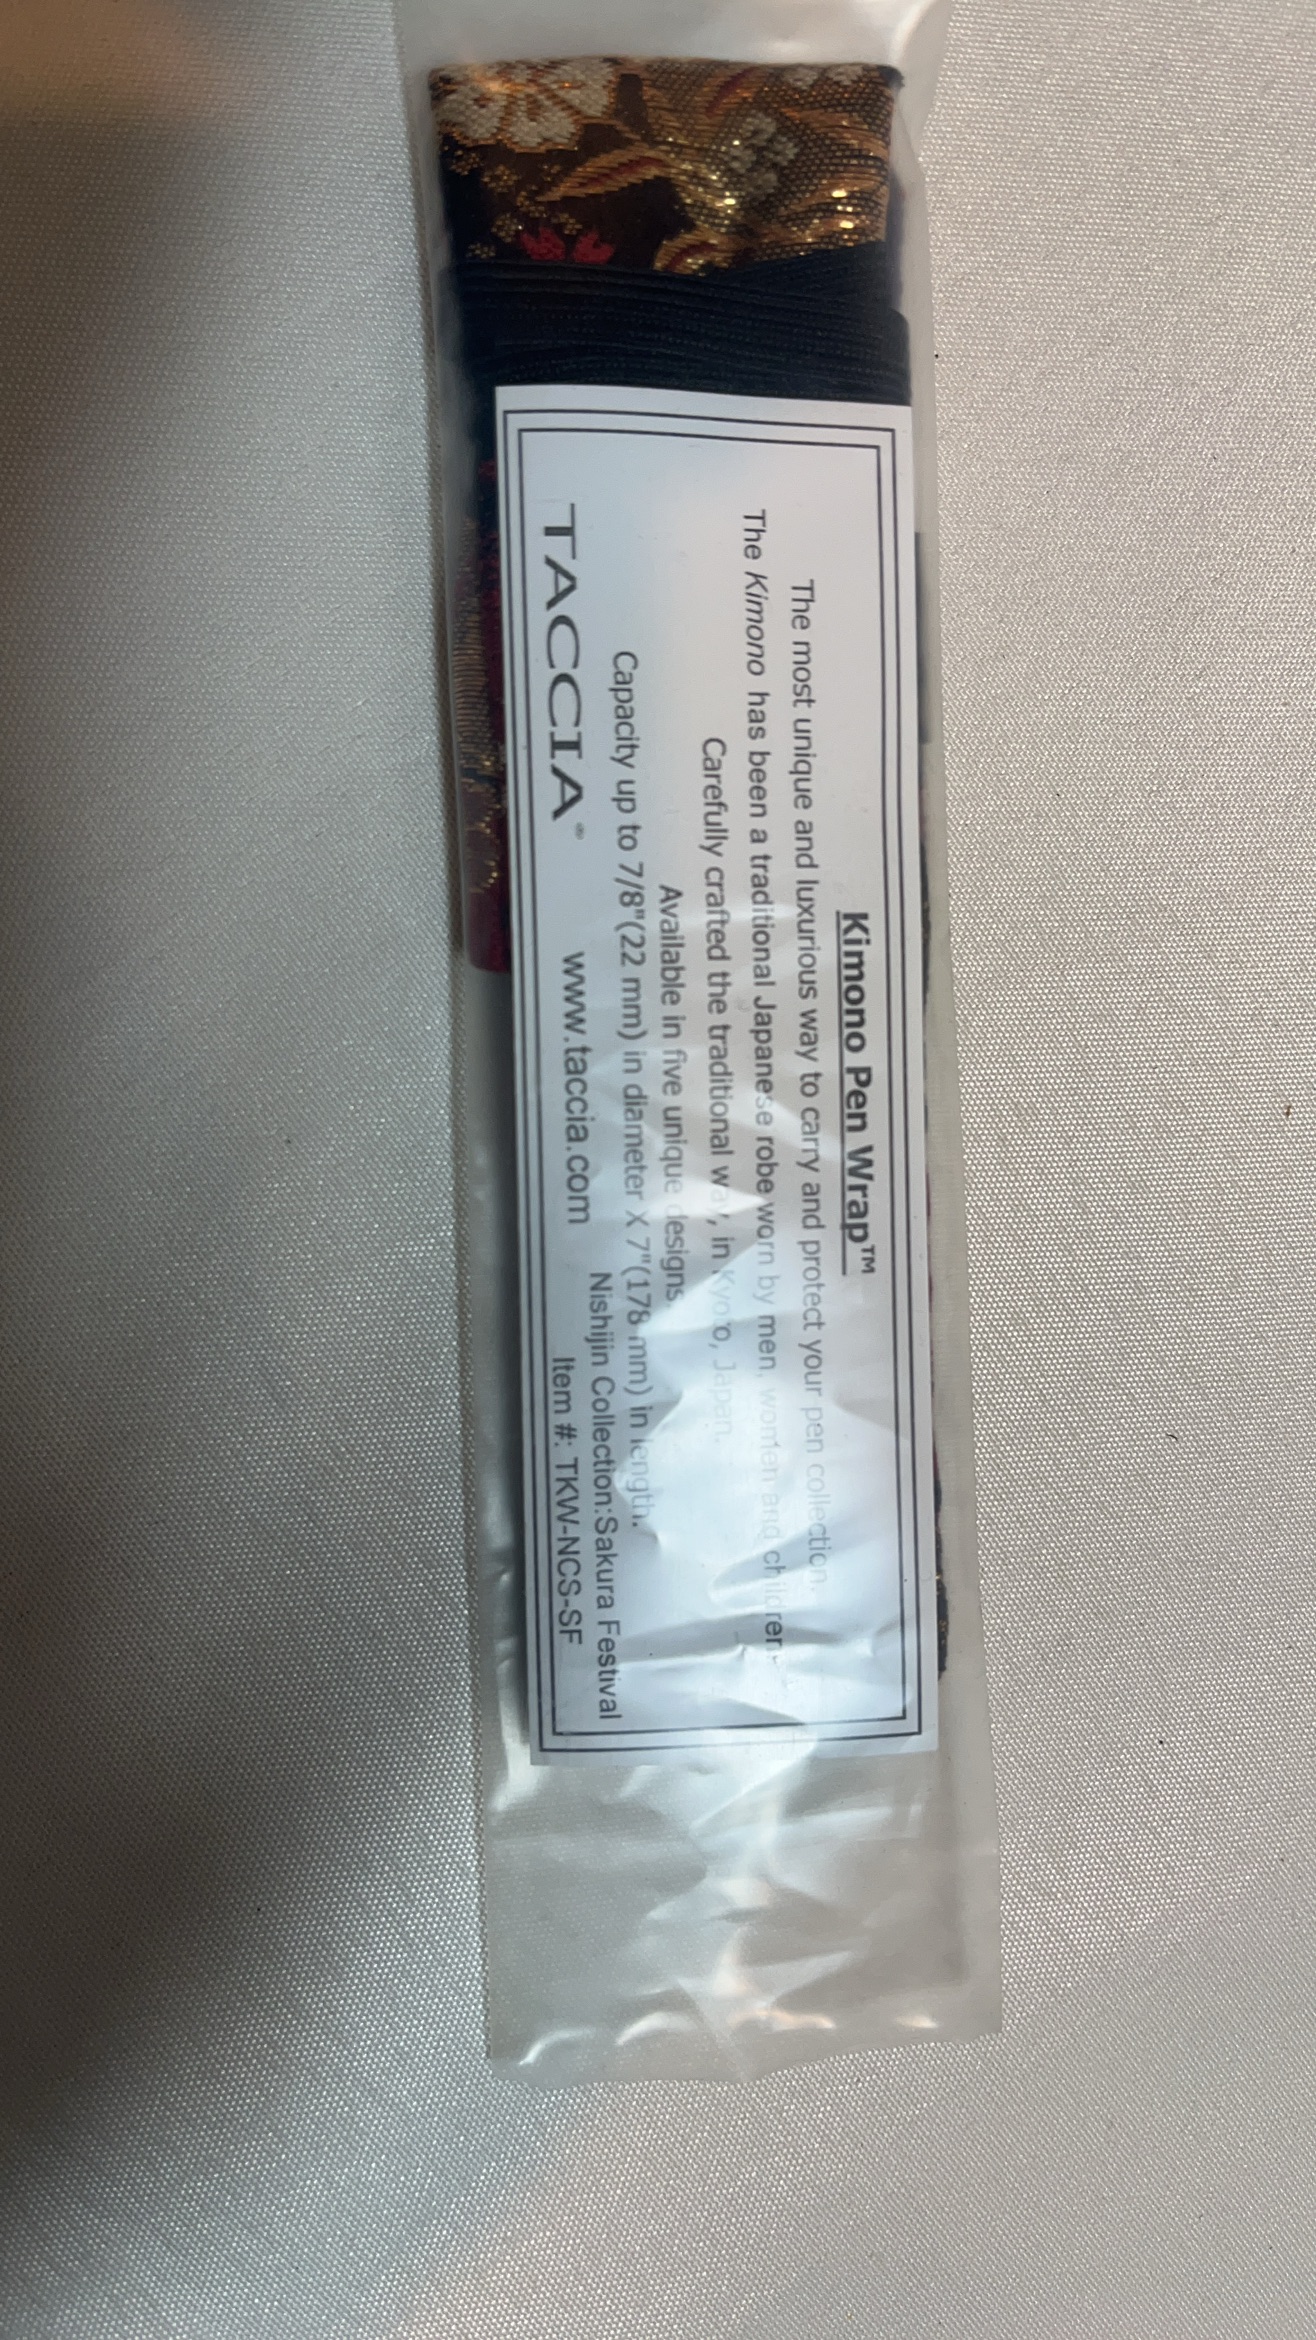 Kimono Pen Wrap™
The most unique and luxurious way to carry and protect your pen collection.
The Kimono has been a traditional Japanese robe worn by men, women and children.
Carefully crafted the traditional way, in Kyoto, Japan.
Available in five unique designs
Capacity up to 7/8"(22 mm) in diameter X 7"(178 mm) in length.
Nishijin Collection:Sakura Festival
TACCIA® www.taccia.com Item #: TKW-NCS-SF